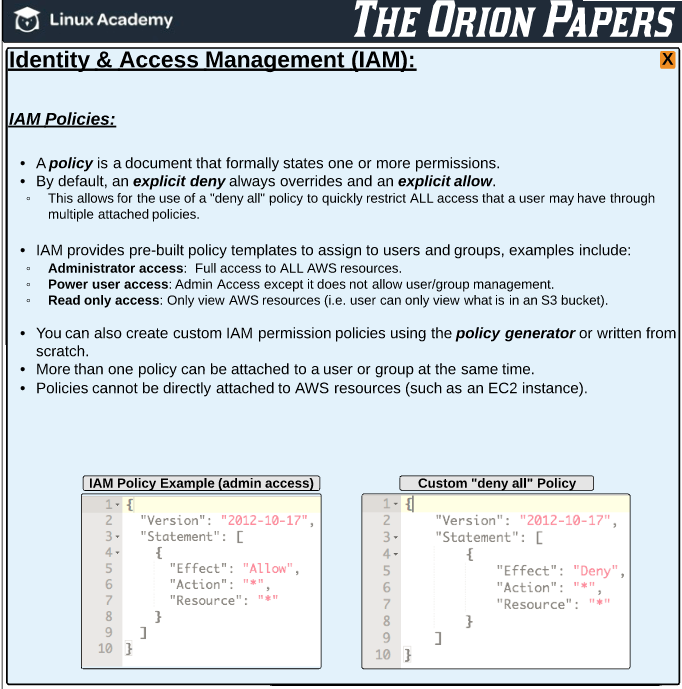 Linux Academy
THE ORION PAPERS
Identity & Access Management (IAM):
X
IAM Policies:
• A policy is a document that formally states one or more permissions.
• By default, an explicit deny always overrides and an explicit allow.
◦ This allows for the use of a "deny all" policy to quickly restrict ALL access that a user may have through
multiple attached policies.
• IAM provides pre-built policy templates to assign to users and groups, examples include:
◦ Administrator access: Full access to ALL AWS resources.
◦ Power user access: Admin Access except it does not allow user/group management.
◦ Read only access: Only view AWS resources (i.e. user can only view what is in an S3 bucket).
• You can also create custom IAM permission policies using the policy generator or written from
scratch.
• More than one policy can be attached to a user or group at the same time.
• Policies cannot be directly attached to AWS resources (such as an EC2 instance).
IAM Policy Example (admin access)
1 {
2 "Version": "2012-10-17",
3 "Statement": [
4 {
5 "Effect": "Allow",
6 "Action": "*",
7 "Resource": "*"
8 }
9 ]
10 }
Custom "deny all" Policy
1 {
2 "Version": "2012-10-17",
3 "Statement": [
4 {
5 "Effect": "Deny",
6 "Action": "*",
7 "Resource": "*"
8 }
9 ]
10 }